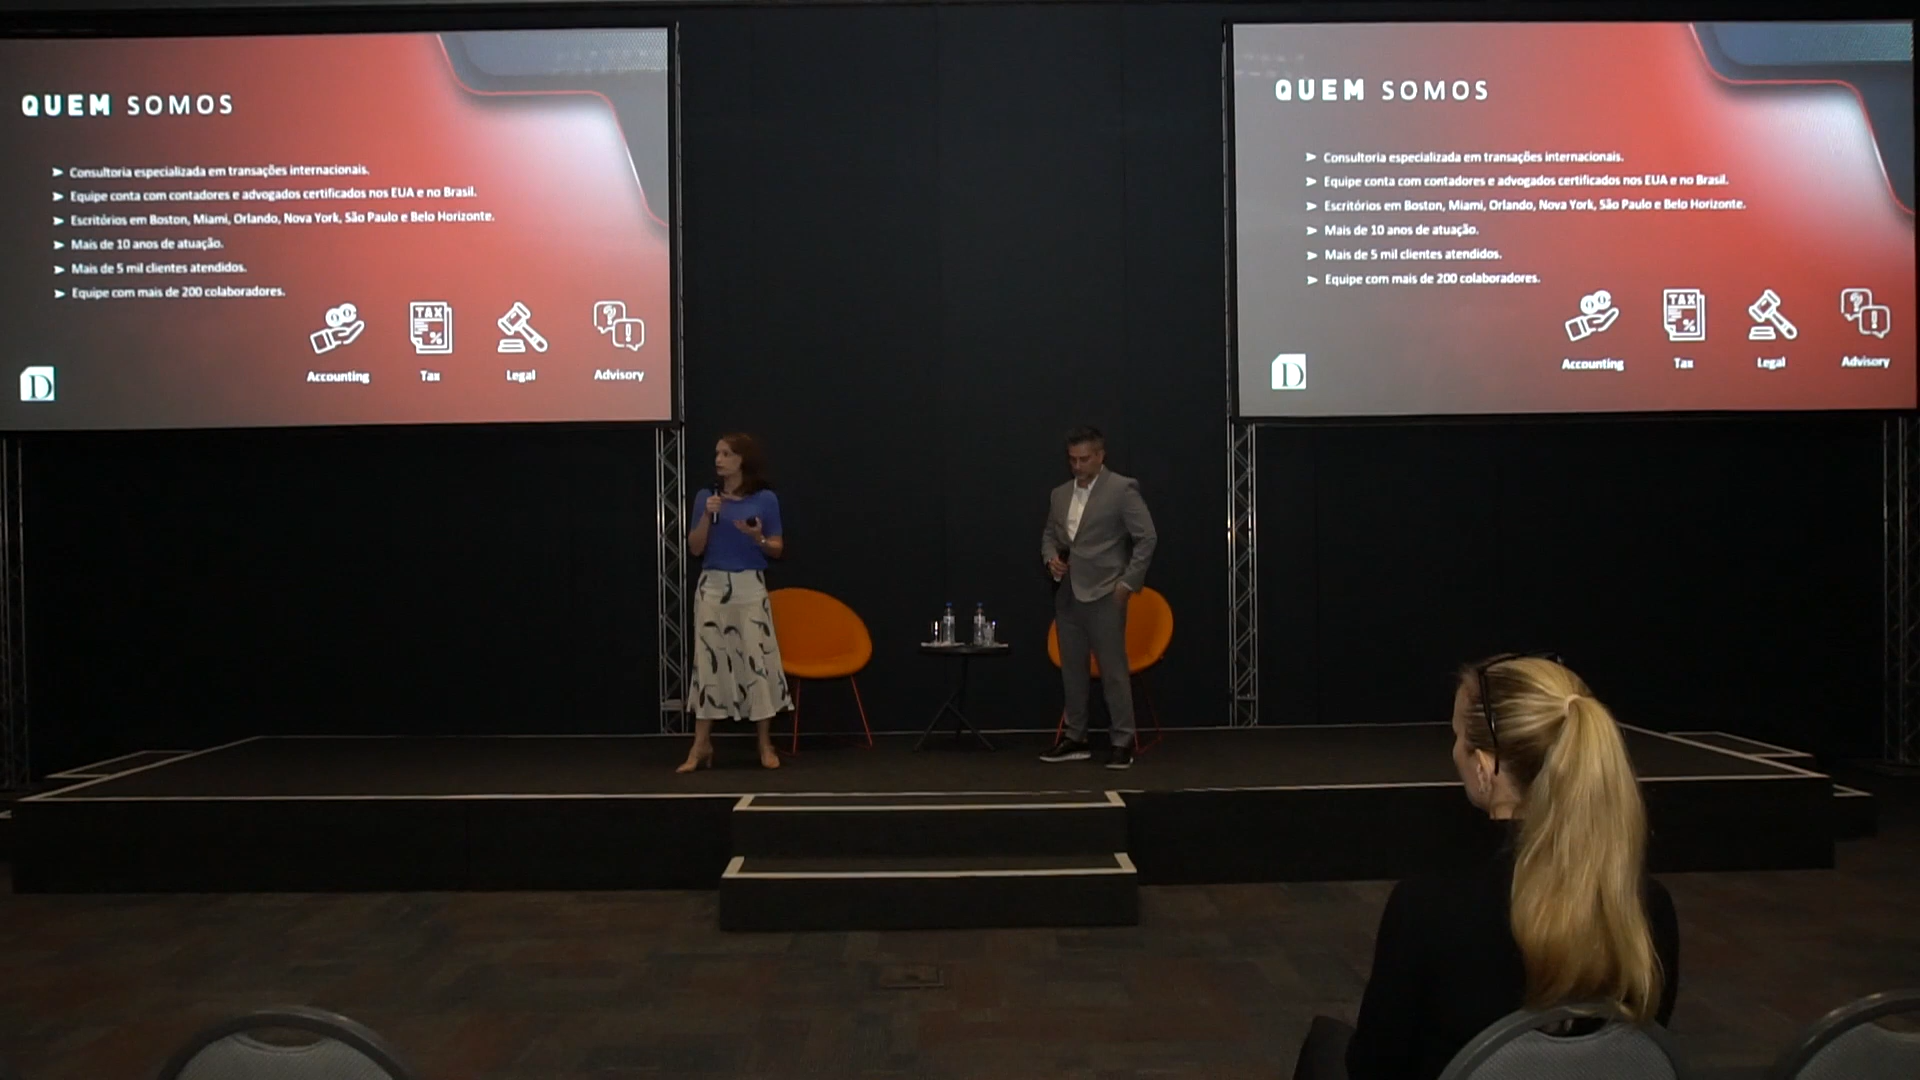 QUEM SOMOS
➤ Consultoria especializada em transações internacionais.
➤ Equipe conta com contadores e advogados certificados nos EUA e no Brasil.
➤ Escritórios em Boston, Miami, Orlando, Nova York, São Paulo e Belo Horizonte.
➤ Mais de 10 anos de atuação.
➤ Mais de 5 mil clientes atendidos.
➤ Equipe com mais de 200 colaboradores.
TAX
%
?
!
Accounting
Tax
Legal
Advisory
D
QUEM SOMOS
➤ Consultoria especializada em transações internacionais.
➤ Equipe conta com contadores e advogados certificados nos EUA e no Brasil.
➤ Escritórios em Boston, Miami, Orlando, Nova York, São Paulo e Belo Horizonte.
➤ Mais de 10 anos de atuação.
➤ Mais de 5 mil clientes atendidos.
➤ Equipe com mais de 200 colaboradores.
TAX
%
?
!
Accounting
Tax
Legal
Advisory
D